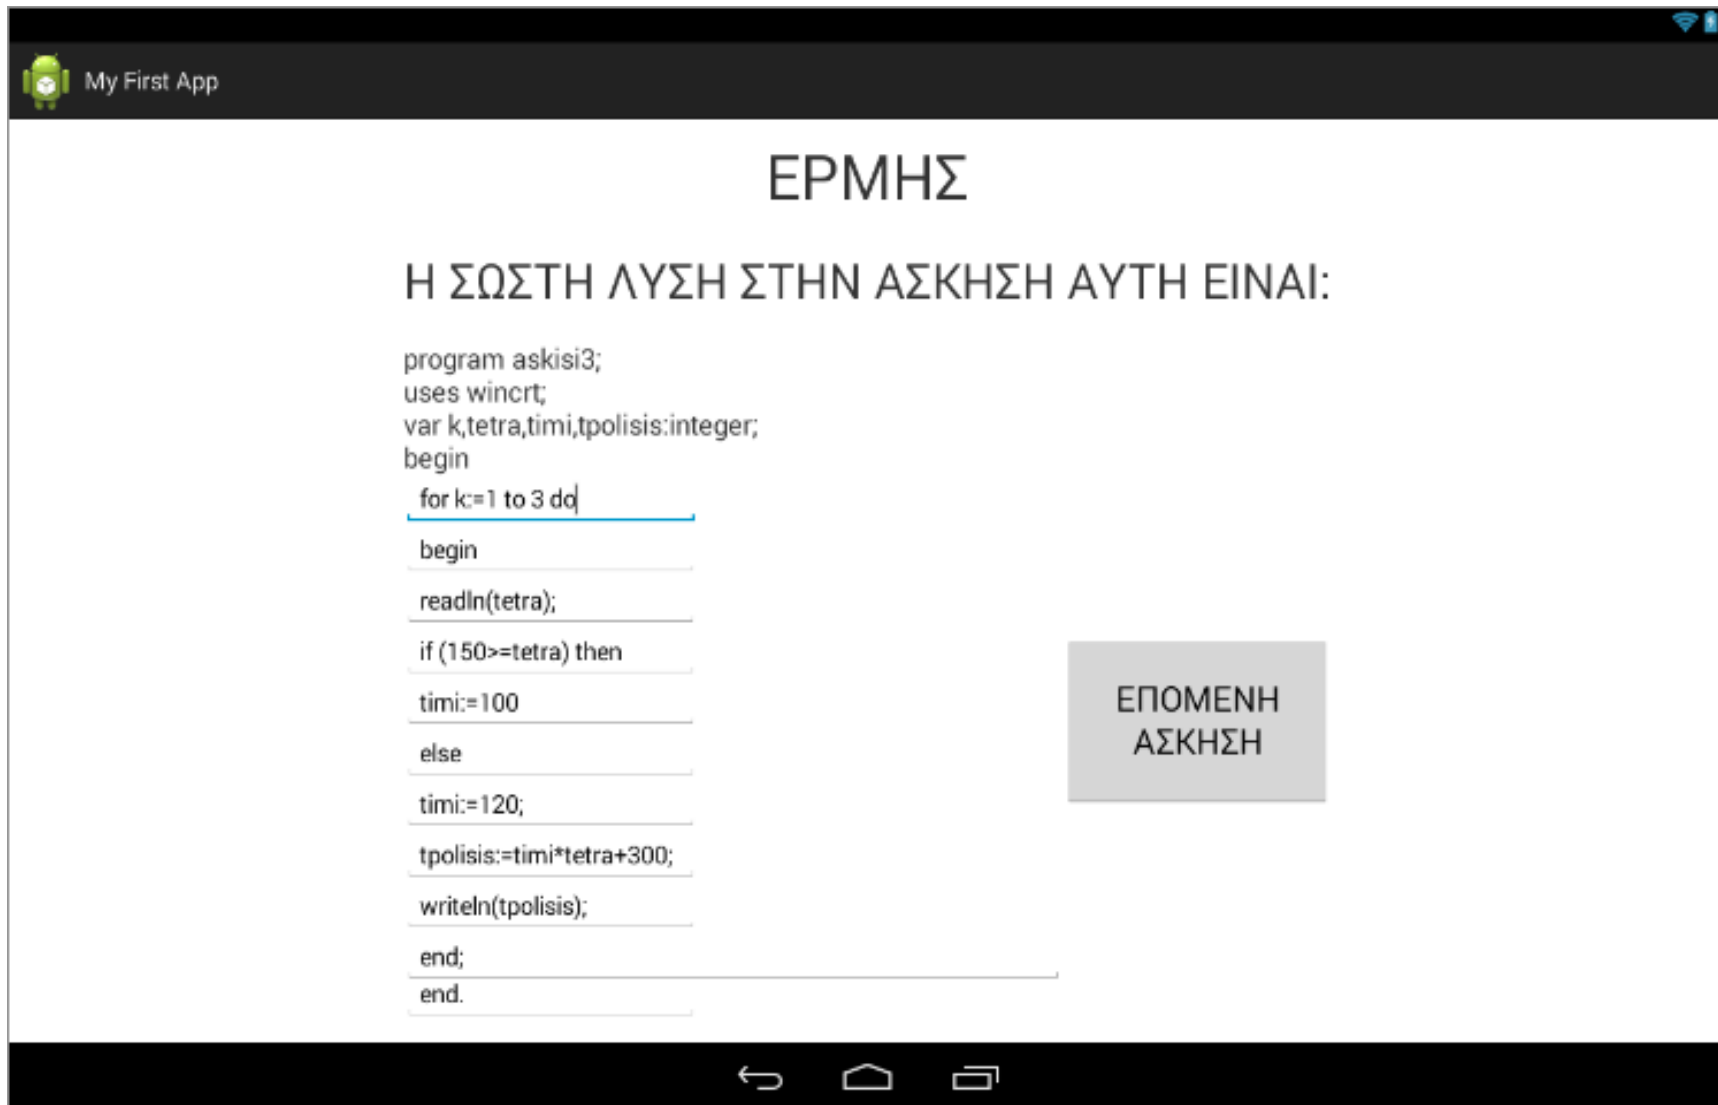 My First App
ΕΡΜΗΣ
Η ΣΩΣΤΗ ΛΥΣΗ ΣΤΗΝ ΑΣΚΗΣΗ ΑΥΤΗ ΕΙΝΑΙ:
program askisi3;
uses wincrt;
var k,tetra,timi,tpolisis:integer;
begin
for k:=1 to 3 do
begin
readln(tetra);
if (150>=tetra) then
timi:=100
else
timi:=120;
tpolisis:=timi*tetra+300;
writeln(tpolisis);
end;
end.
ΕΠΟΜΕΝΗ
ΑΣΚΗΣΗ